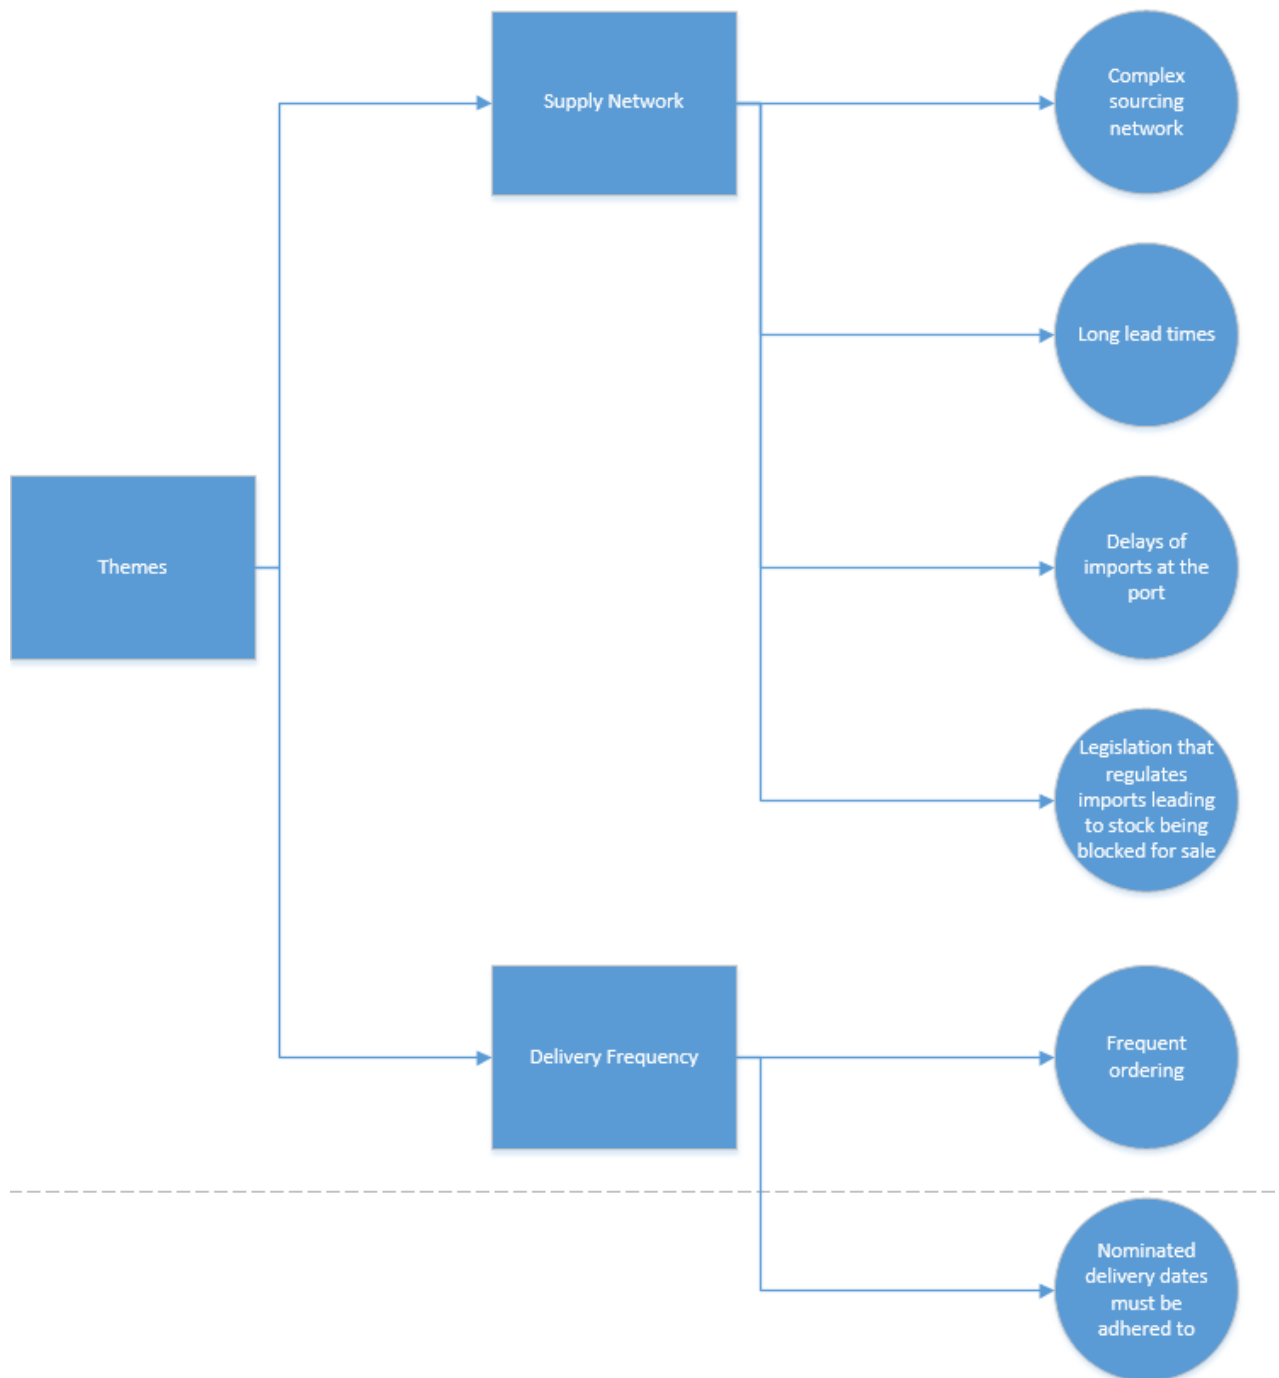 Supply Network
Complex
sourcing
network
Long lead times
Themes
Delays of
imports at the
port
Legislation that
regulates
imports leading
to stock being
blocked for sale
Delivery Frequency
Frequent
ordering
Nominated
delivery dates
must be
adhered to